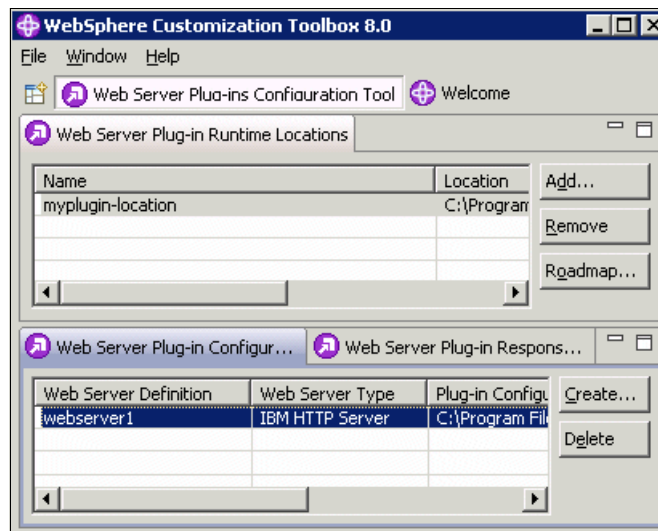 WebSphere Customization Toolbox 8.0
File Window Help
Web Server Plug-ins Configuration Tool Welcome
Web Server Plug-in Runtime Locations
Name Location Add...
myplugin-location C:\Program
Remove
Roadmap...
Web Server Plug-in Configur... Web Server Plug-in Respons...
Web Server Definition Web Server Type Plug-in Configu Create...
webserver1 IBM HTTP Server C:\Program Fil
Delete